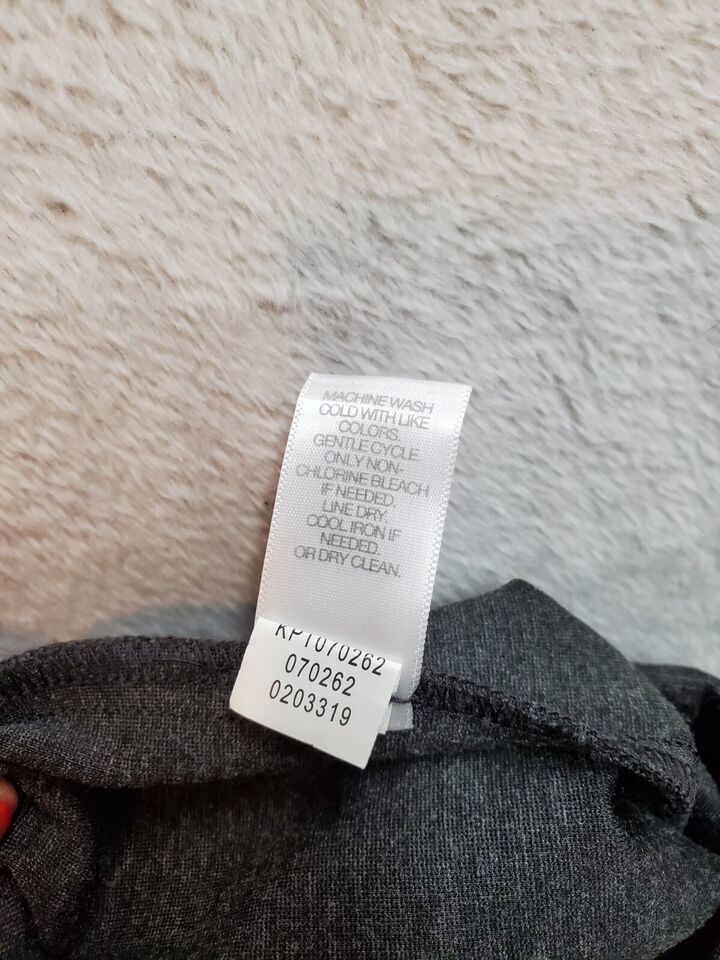 MACHINE WASH
COLD WITH LIKE
COLORS.
GENTLE CYCLE.
ONLY NON-
CHLORINE BLEACH
IF NEEDED.
LINE DRY.
COOL IRON IF
NEEDED.
OR DRY CLEAN.
KPT070262
070262
0203319